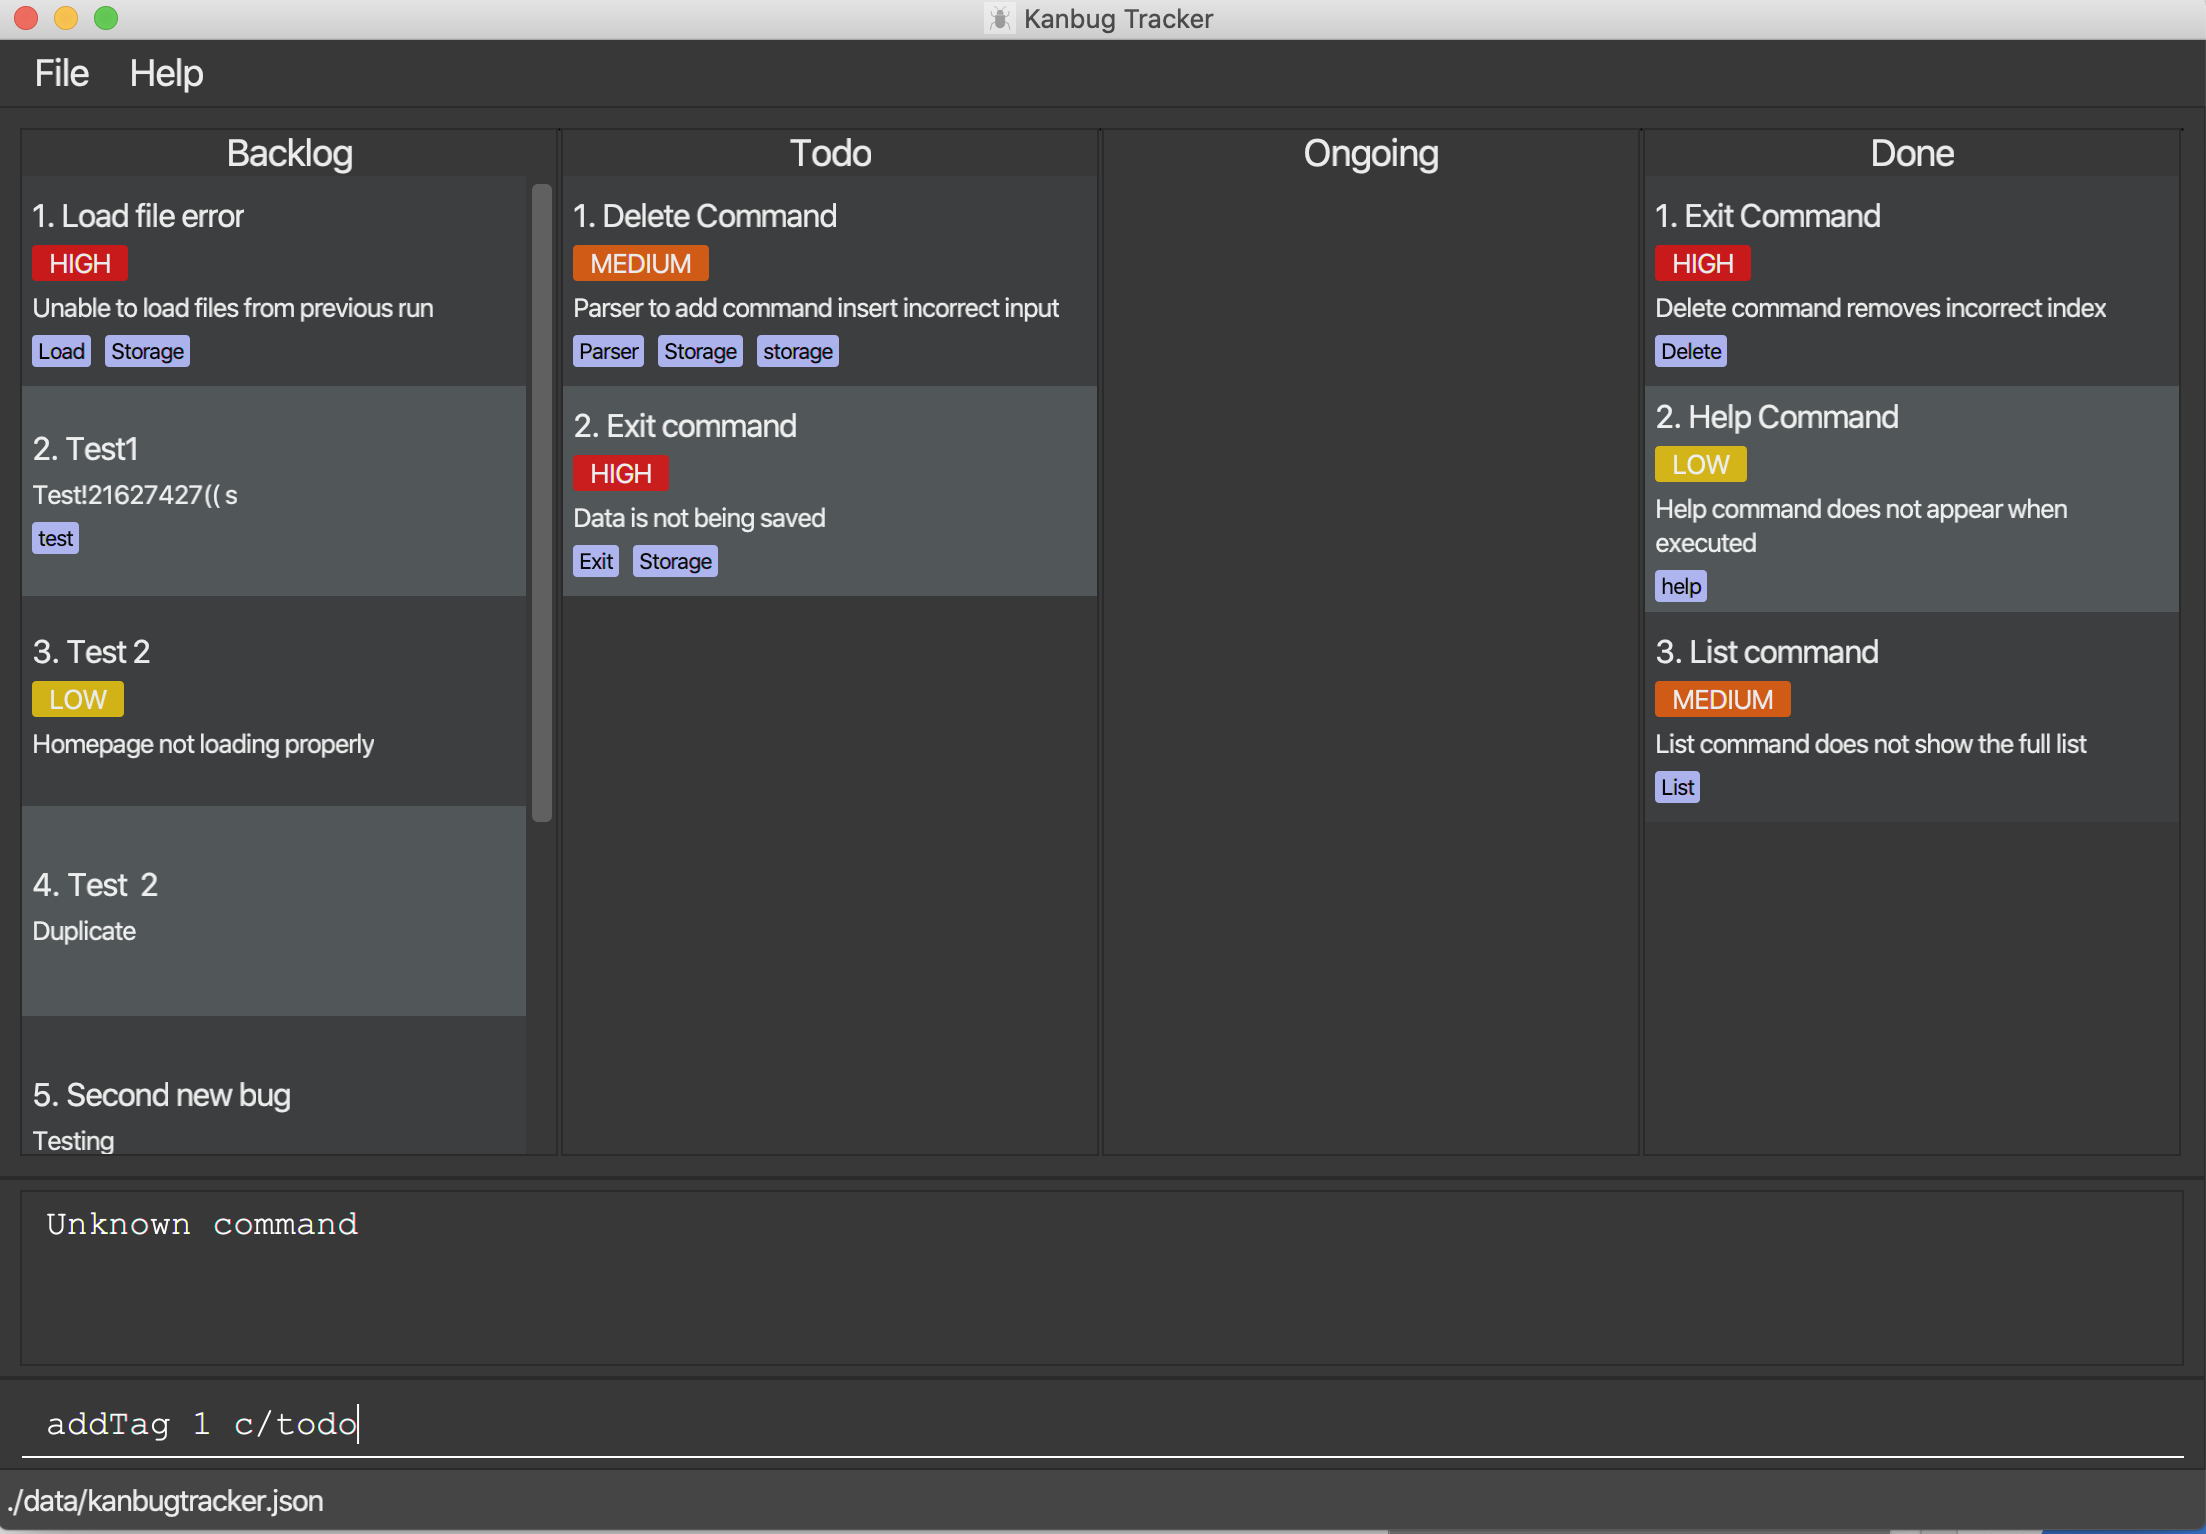 Kanbug Tracker
File Help
Backlog
1. Load file error
HIGH
Unable to load files from previous run
Load Storage
2. Test1
Test!21627427(( s
test
3. Test 2
LOW
Homepage not loading properly
4. Test  2
Duplicate
5. Second new bug
Testing
Todo
1. Delete Command
MEDIUM
Parser to add command insert incorrect input
Parser Storage storage
2. Exit command
HIGH
Data is not being saved
Exit Storage
Ongoing
Done
1. Exit Command
HIGH
Delete command removes incorrect index
Delete
2. Help Command
LOW
Help command does not appear when
executed
help
3. List command
MEDIUM
List command does not show the full list
List
Unknown command
addTag 1 c/todo
./data/kanbugtracker.json